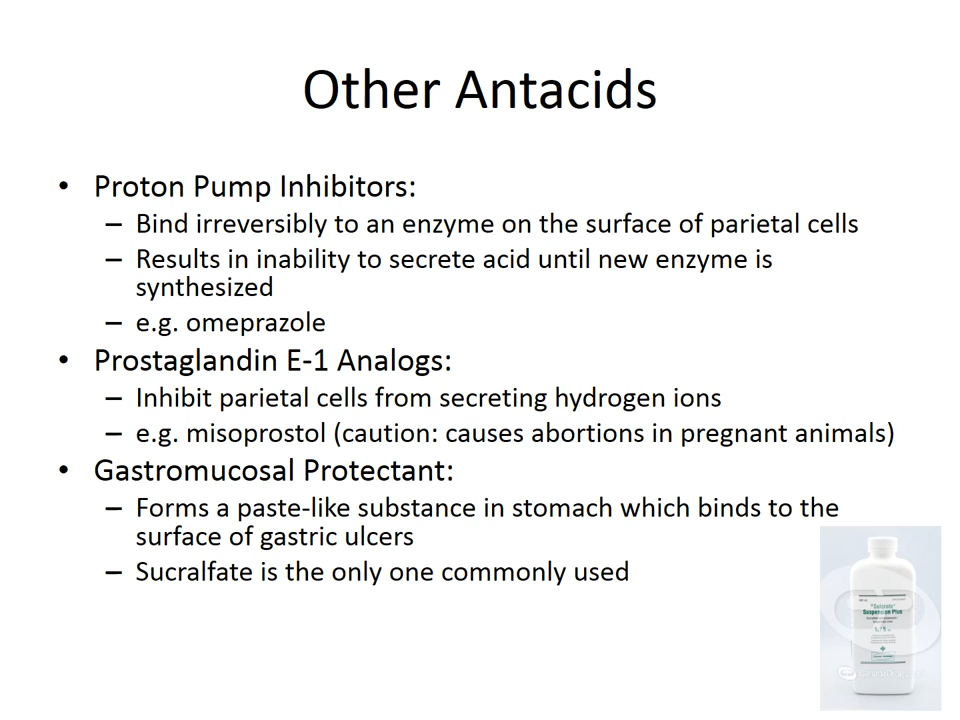 Other Antacids
• Proton Pump Inhibitors:
– Bind irreversibly to an enzyme on the surface of parietal cells
– Results in inability to secrete acid until new enzyme is
synthesized
– e.g. omeprazole
• Prostaglandin E-1 Analogs:
– Inhibit parietal cells from secreting hydrogen ions
– e.g. misoprostol (caution: causes abortions in pregnant animals)
• Gastromucosal Protectant:
– Forms a paste-like substance in stomach which binds to the
surface of gastric ulcers
– Sucralfate is the only one commonly used
Suspension Plus